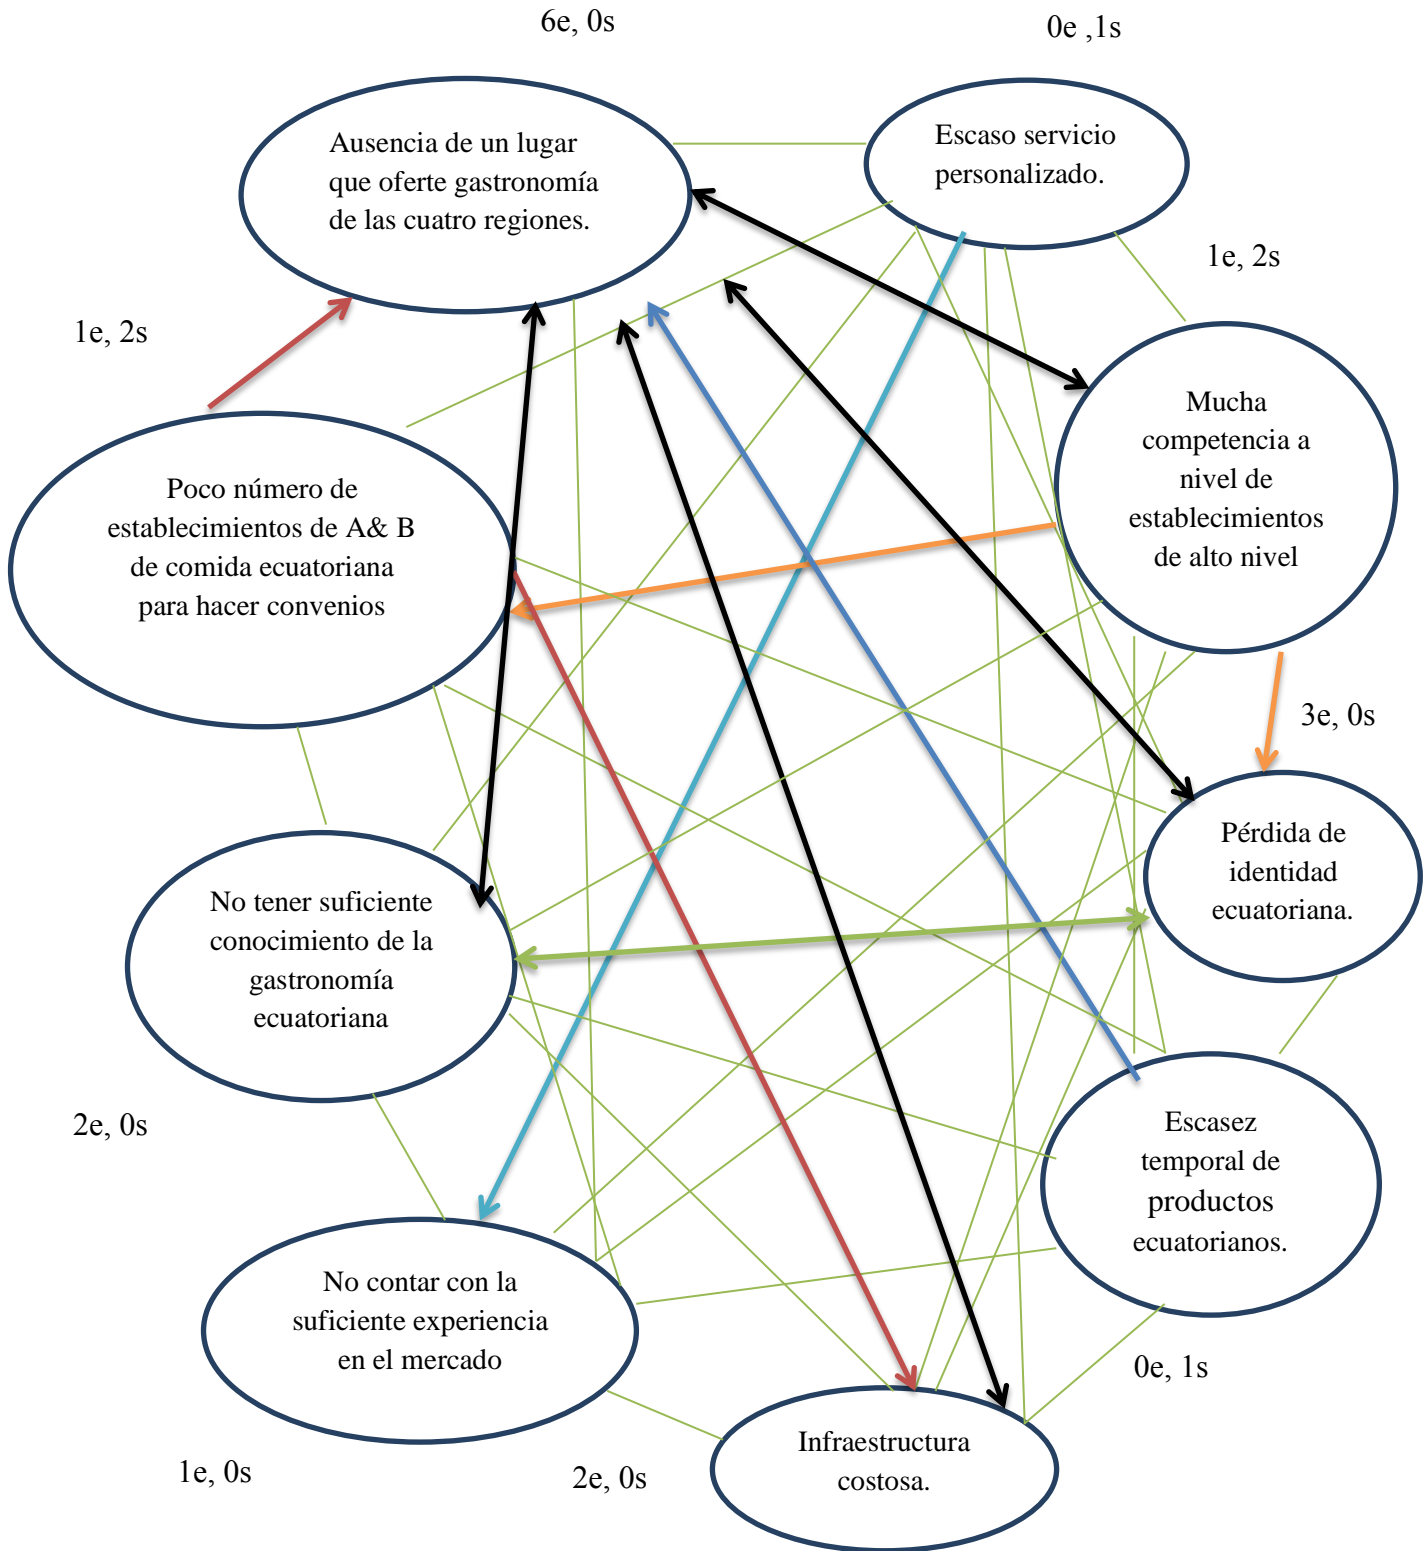 6e, 0s
0e ,1s
Ausencia de un lugar
que oferte gastronomía
de las cuatro regiones.
Escaso servicio
personalizado.
1e, 2s
1e, 2s
Mucha
competencia a
nivel de
establecimientos
de alto nivel
Poco número de
establecimientos de A& B
de comida ecuatoriana
para hacer convenios
3e, 0s
Pérdida de
identidad
ecuatoriana.
No tener suficiente
conocimiento de la
gastronomía
ecuatoriana
2e, 0s
Escasez
temporal de
productos
ecuatorianos.
No contar con la
suficiente experiencia
en el mercado
0e, 1s
Infraestructura
costosa.
1e, 0s
2e, 0s